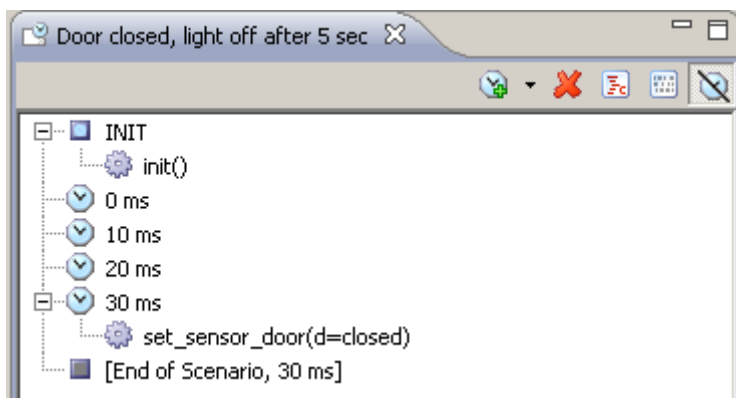 Door closed, light off after 5 sec
INIT
init()
0 ms
10 ms
20 ms
30 ms
set_sensor_door(d=closed)
[End of Scenario, 30 ms]